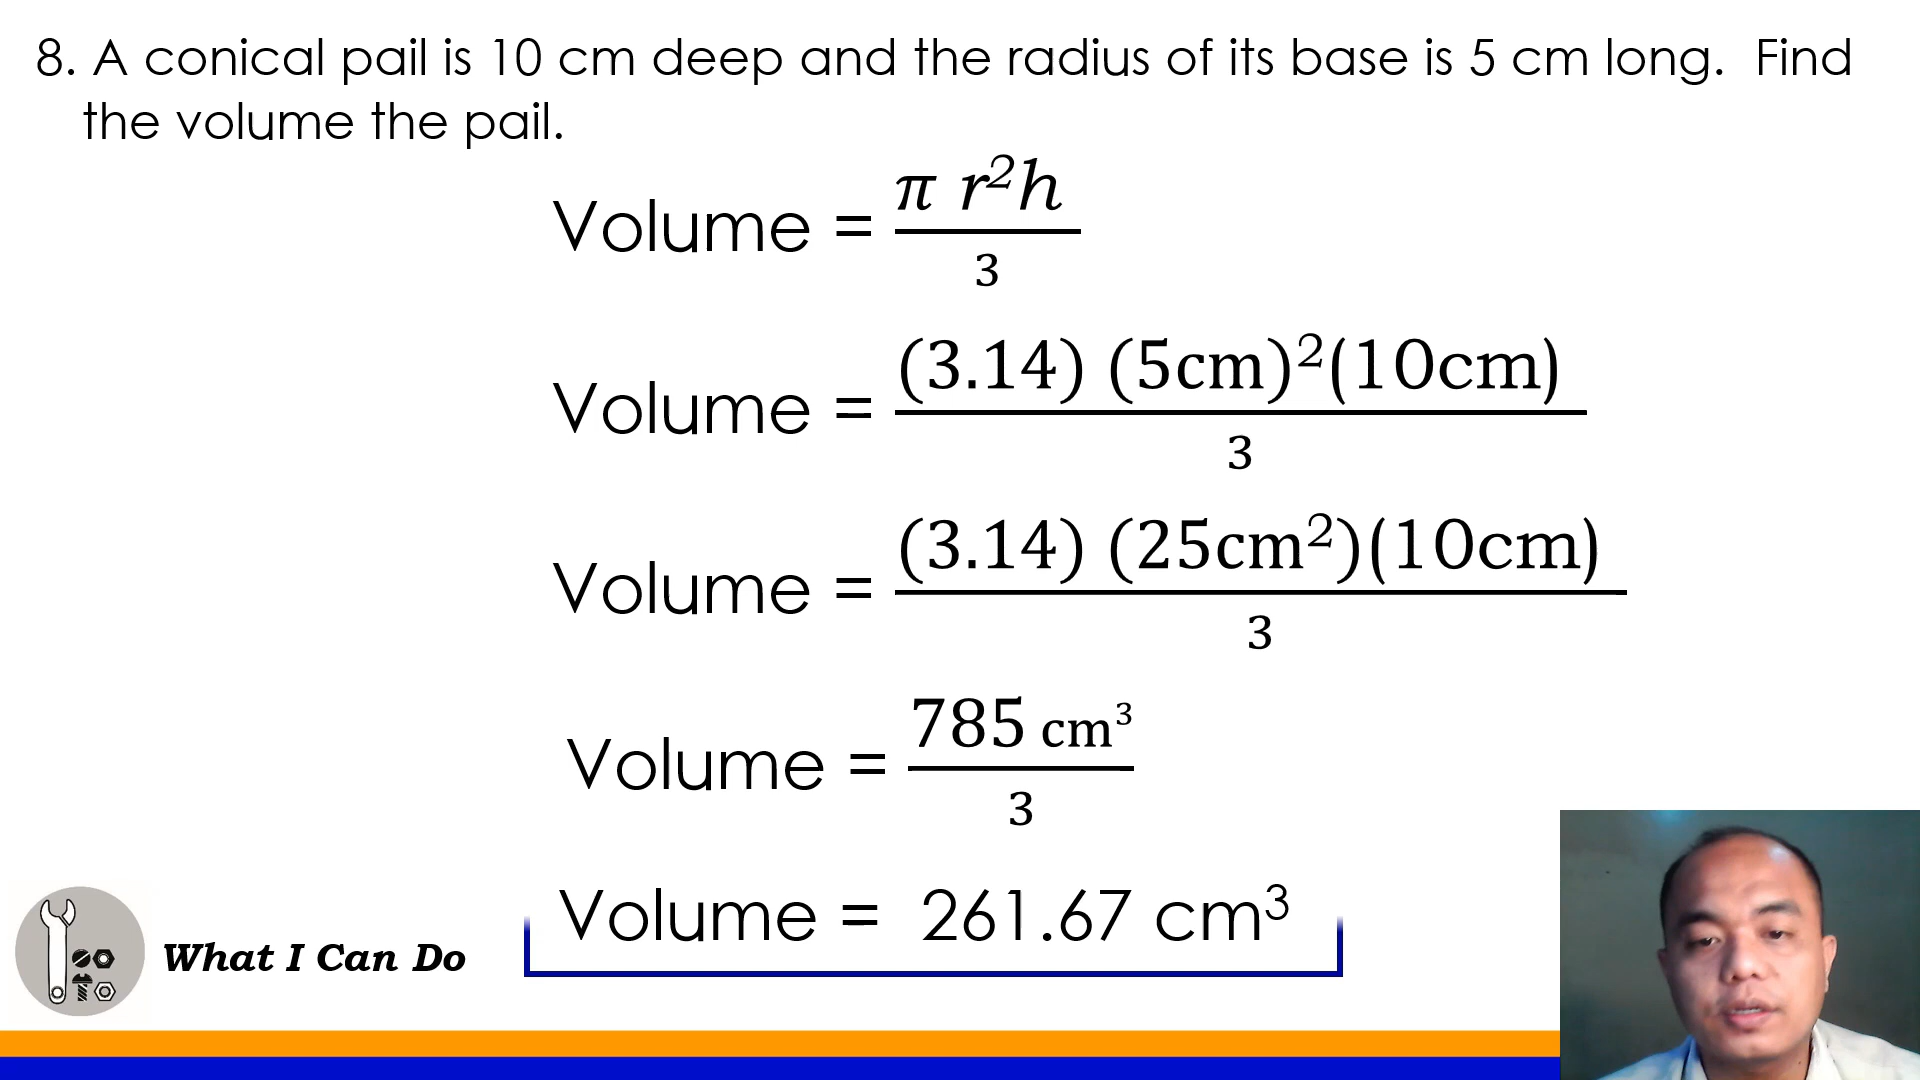 8. A conical pail is 10 cm deep and the radius of its base is 5 cm long. Find
the volume the pail.
Volume = π r²h / 3
Volume = (3.14) (5cm)²(10cm) / 3
Volume = (3.14) (25cm²)(10cm) / 3
Volume = 785 cm³ / 3
Volume = 261.67 cm³
What I Can Do